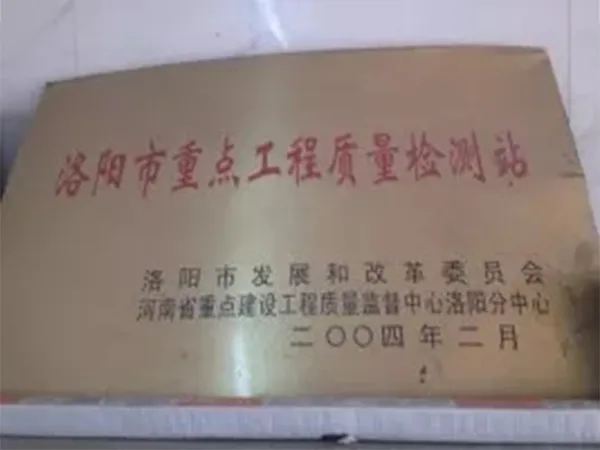 洛阳市重点工程质量检测站
洛阳市发展和改革委员会
河南省重点建设工程质量监督中心洛阳分中心
二〇〇四年二月